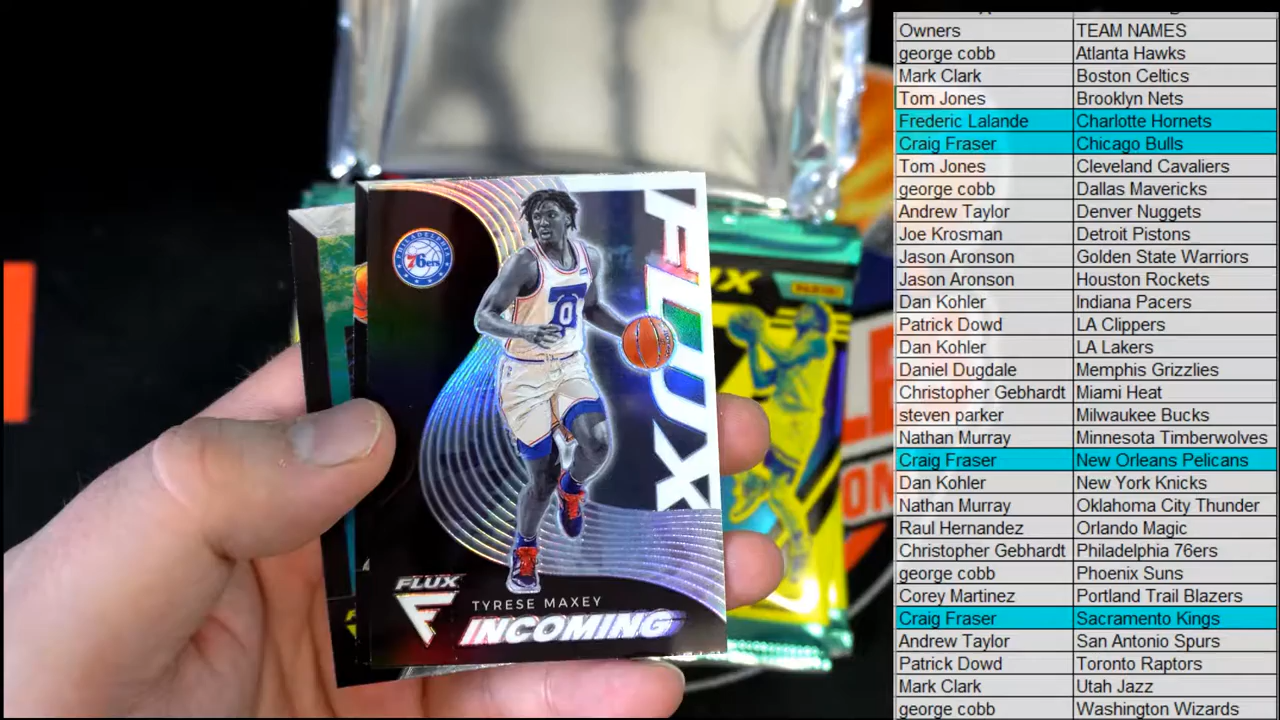 PHILADELPHIA
76ers
FLUX
0
FLUX
F
TYRESE MAXEY
INCOMING
PANINI
Owners TEAM NAMES
george cobb Atlanta Hawks
Mark Clark Boston Celtics
Tom Jones Brooklyn Nets
Frederic Lalande Charlotte Hornets
Craig Fraser Chicago Bulls
Tom Jones Cleveland Cavaliers
george cobb Dallas Mavericks
Andrew Taylor Denver Nuggets
Joe Krosman Detroit Pistons
Jason Aronson Golden State Warriors
Jason Aronson Houston Rockets
Dan Kohler Indiana Pacers
Patrick Dowd LA Clippers
Dan Kohler LA Lakers
Daniel Dugdale Memphis Grizzlies
Christopher Gebhardt Miami Heat
steven parker Milwaukee Bucks
Nathan Murray Minnesota Timberwolves
Craig Fraser New Orleans Pelicans
Dan Kohler New York Knicks
Nathan Murray Oklahoma City Thunder
Raul Hernandez Orlando Magic
Christopher Gebhardt Philadelphia 76ers
george cobb Phoenix Suns
Corey Martinez Portland Trail Blazers
Craig Fraser Sacramento Kings
Andrew Taylor San Antonio Spurs
Patrick Dowd Toronto Raptors
Mark Clark Utah Jazz
george cobb Washington Wizards